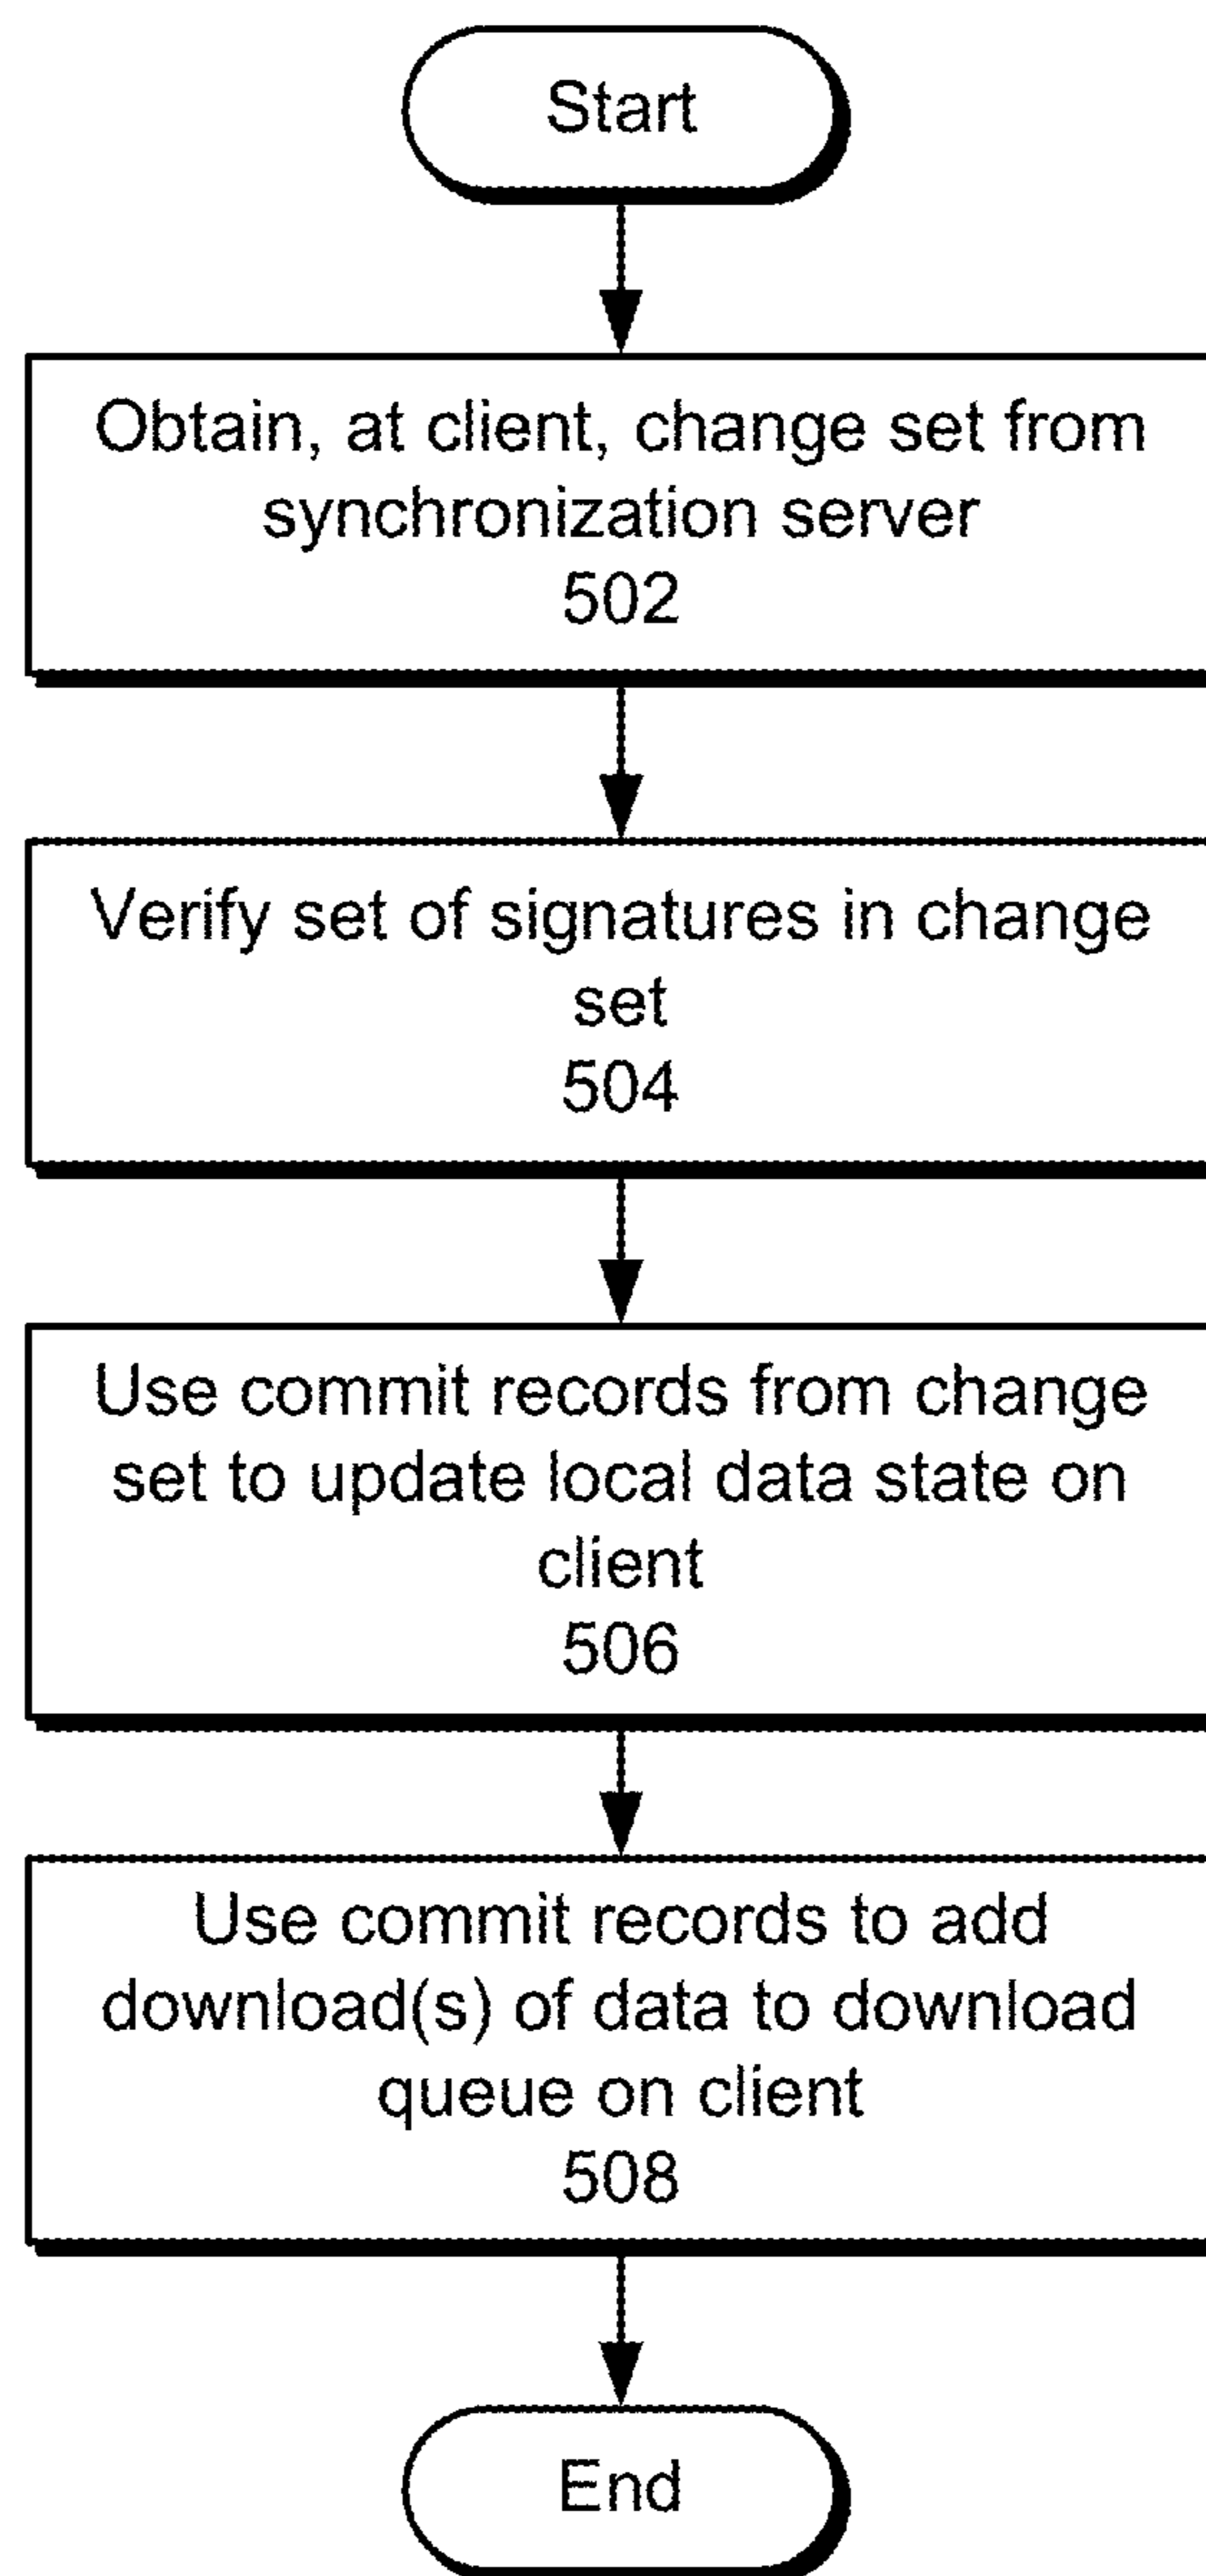 Start
Obtain, at client, change set from
synchronization server
502
Verify set of signatures in change
set
504
Use commit records from change
set to update local data state on
client
506
Use commit records to add
download(s) of data to download
queue on client
508
End